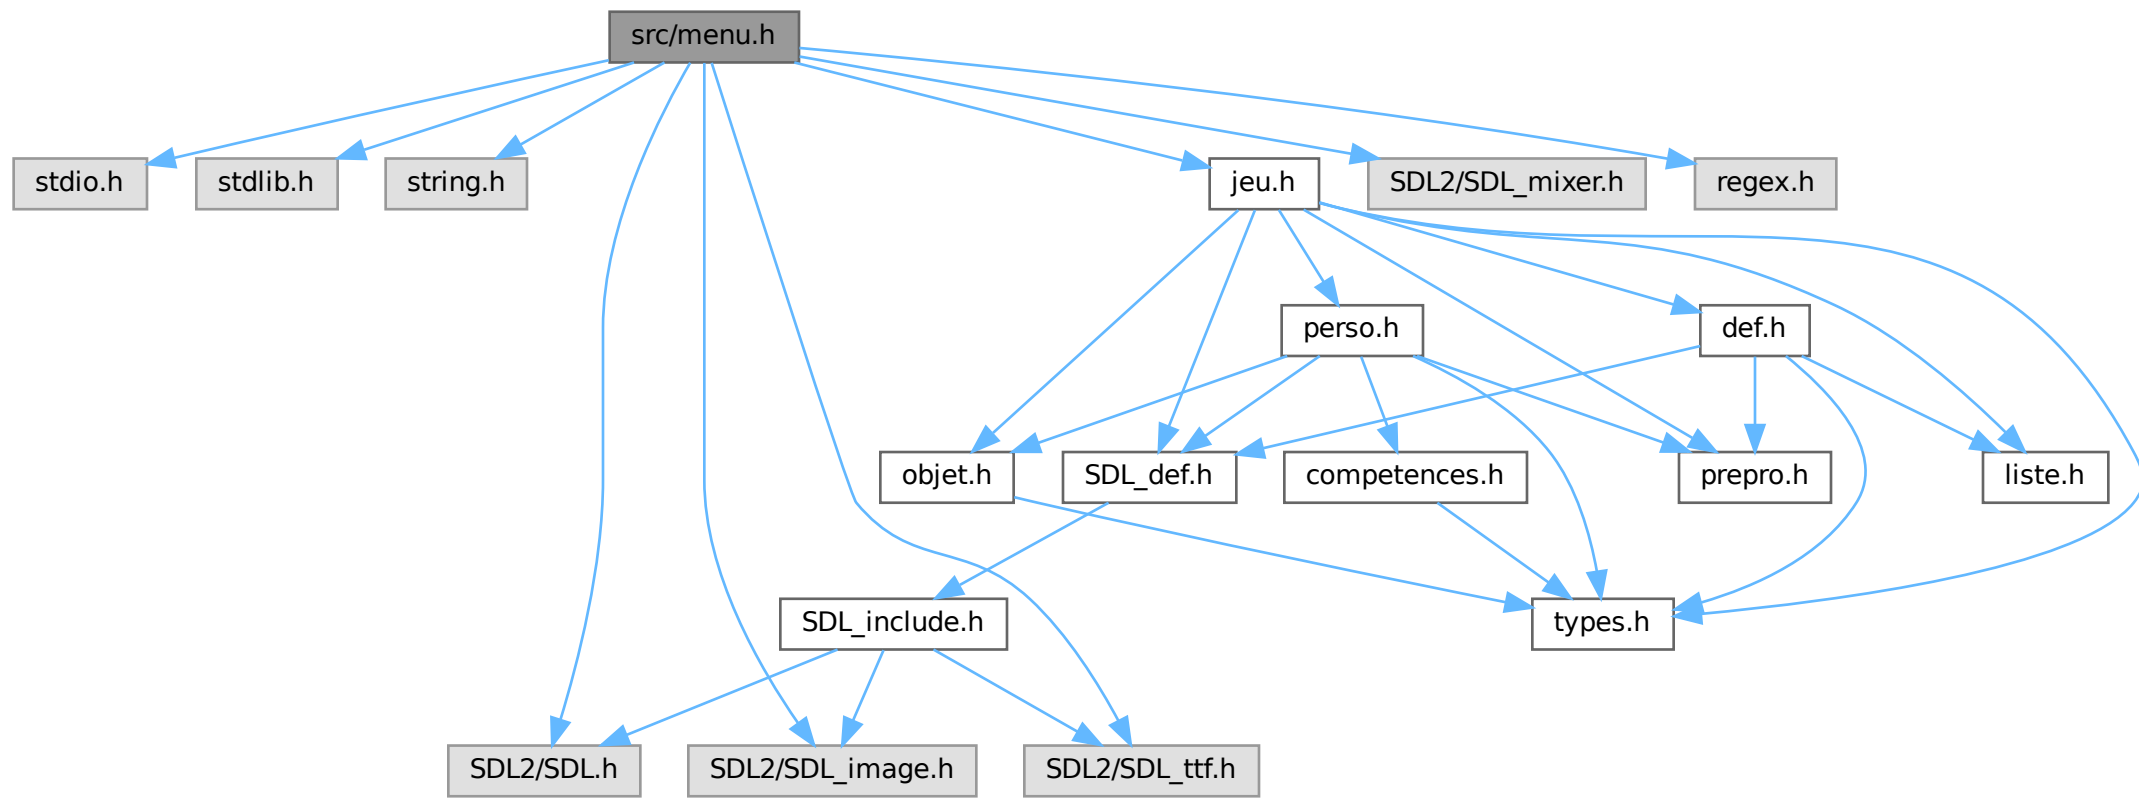 src/menu.h
stdio.h
stdlib.h
string.h
jeu.h
SDL2/SDL_mixer.h
regex.h
perso.h
def.h
objet.h
SDL_def.h
competences.h
prepro.h
liste.h
SDL_include.h
types.h
SDL2/SDL.h
SDL2/SDL_image.h
SDL2/SDL_ttf.h